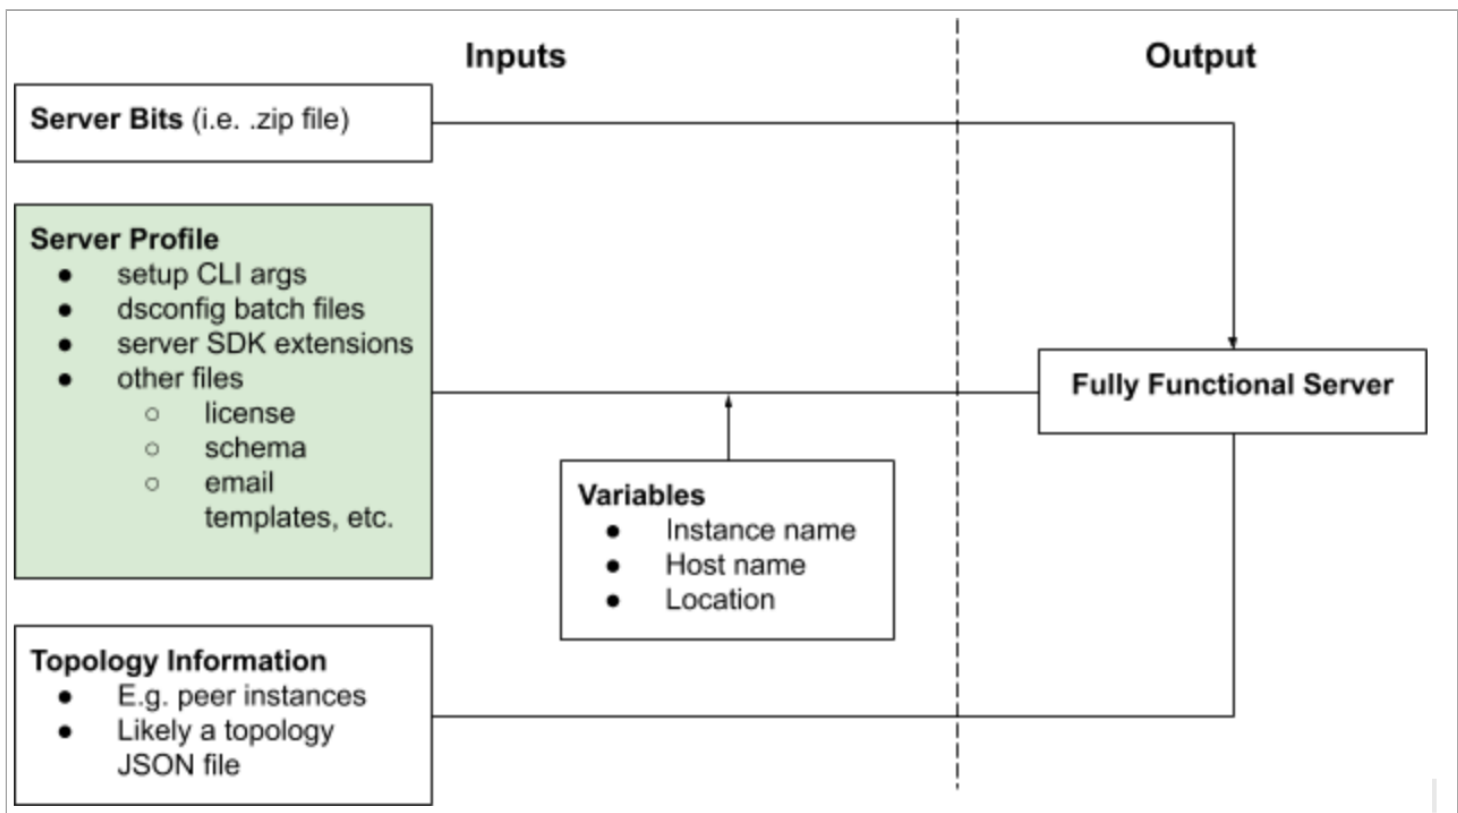 Inputs
Output
Server Bits (i.e. .zip file)
Server Profile
● setup CLI args
● dsconfig batch files
● server SDK extensions
● other files
○ license
○ schema
○ email
templates, etc.
Fully Functional Server
Variables
● Instance name
● Host name
● Location
Topology Information
● E.g. peer instances
● Likely a topology
JSON file